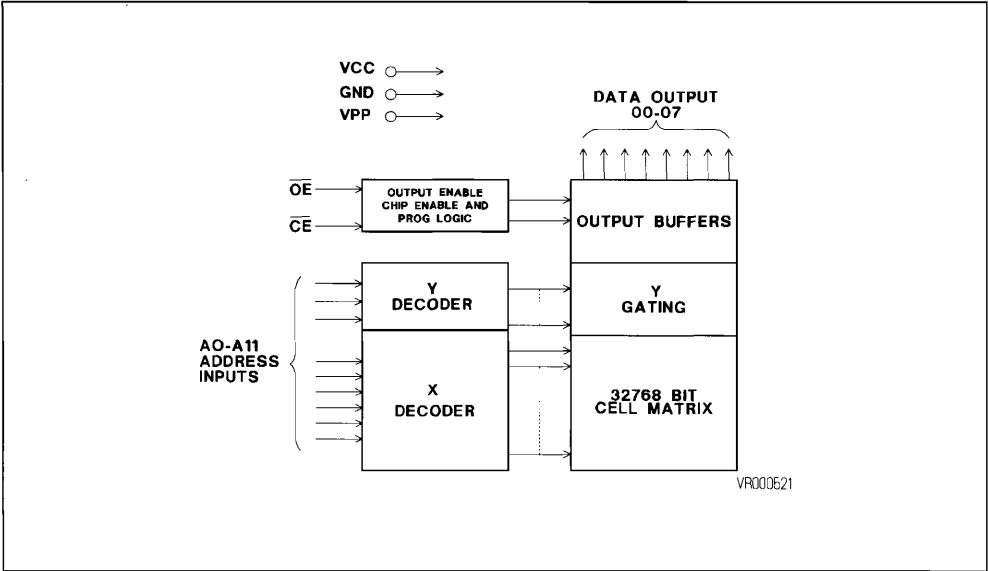 VCC
GND
VPP
DATA OUTPUT
00-07
OE
CE
OUTPUT ENABLE
CHIP ENABLE AND
PROG LOGIC
OUTPUT BUFFERS
Y
DECODER
Y
GATING
AO-A11
ADDRESS
INPUTS
X
DECODER
32768 BIT
CELL MATRIX
VR000521